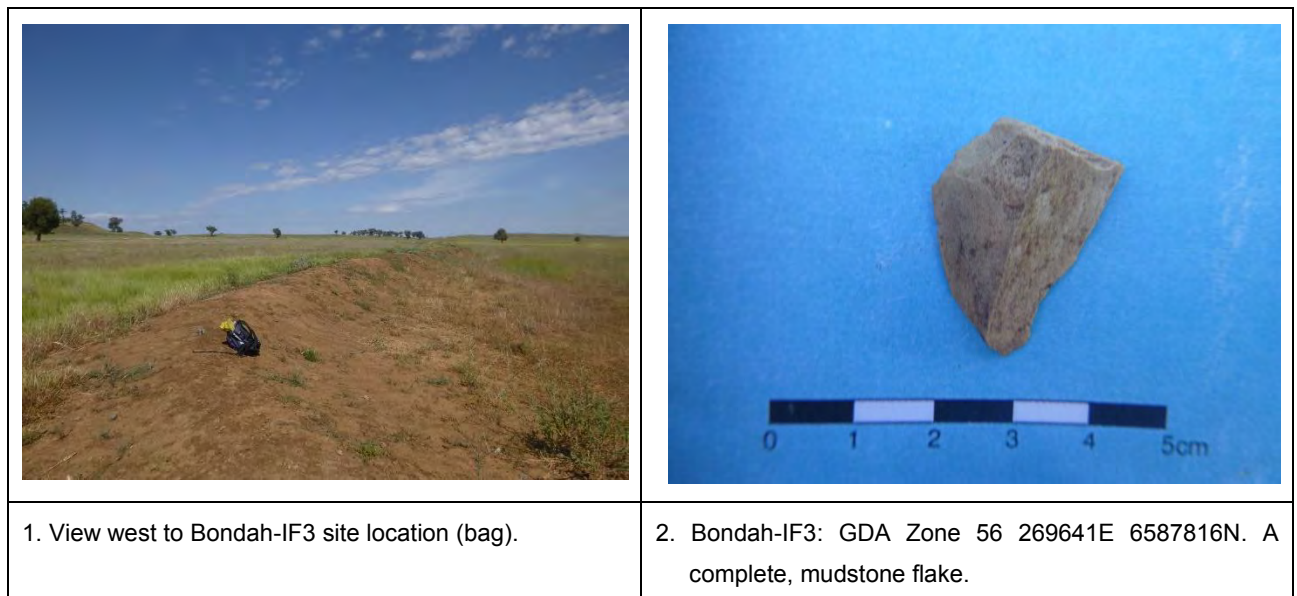 0 1 2 3 4 5cm
1. View west to Bondah-IF3 site location (bag).
2. Bondah-IF3: GDA Zone 56 269641E 6587816N. A
complete, mudstone flake.